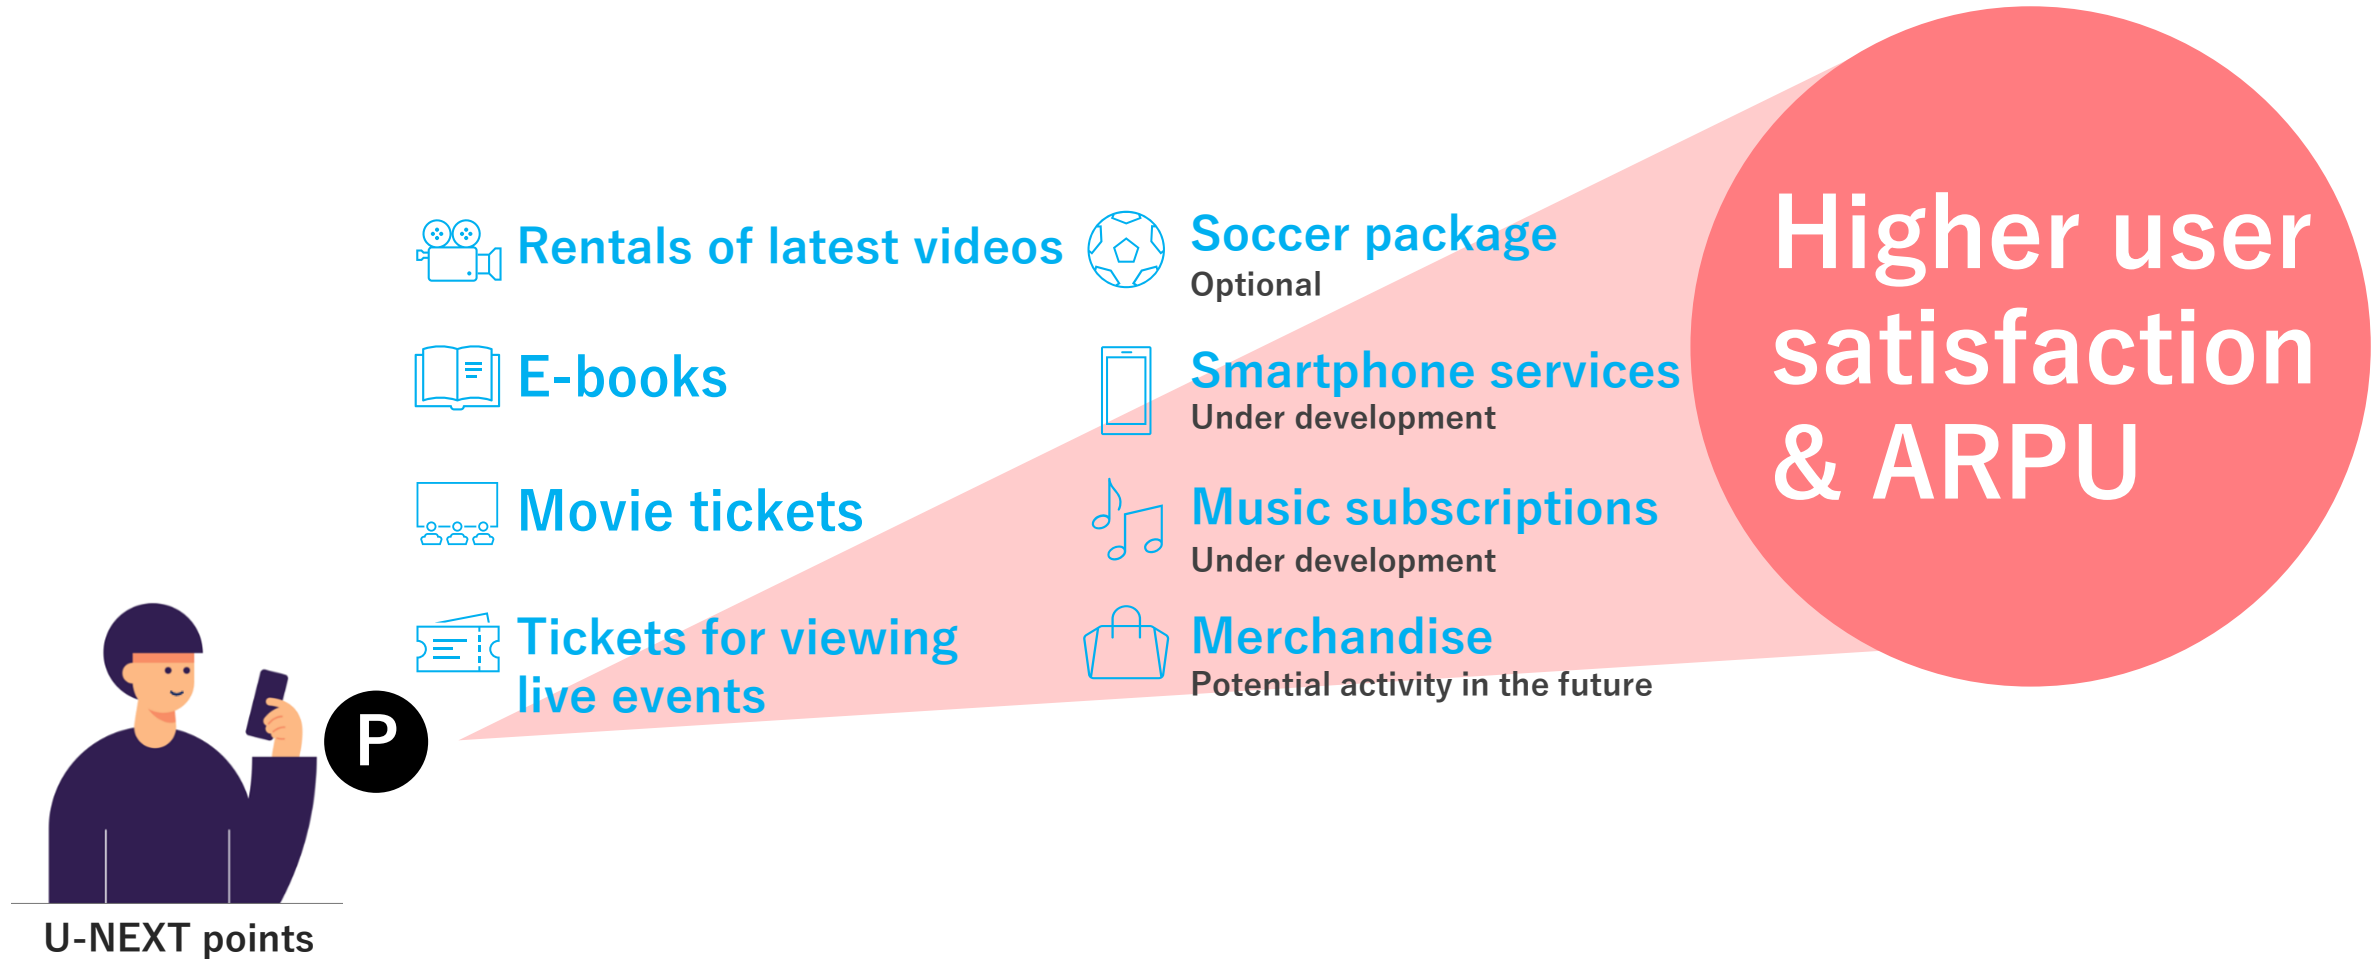 Rentals of latest videos
E-books
Movie tickets
Tickets for viewing
live events
Soccer package
Optional
Smartphone services
Under development
Music subscriptions
Under development
Merchandise
Potential activity in the future
Higher user
satisfaction
& ARPU
P
U-NEXT points